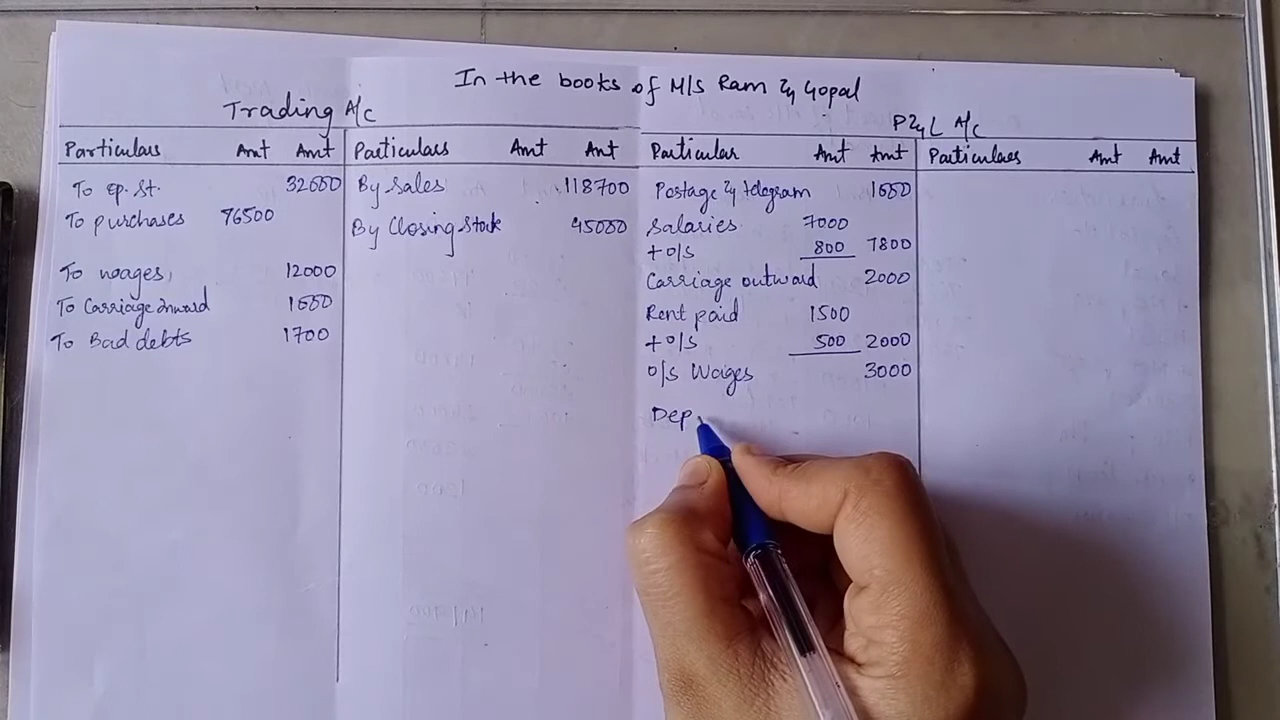 In the books of M/S Ram & Gopal
Trading A/c
Particulars Amt Amt Particulars Amt Amt
To op. St. 32000 By Sales 118700
To purchases 76500 By Closing Stock 45000
To wages, 12000
To Carriage Inward 1000
To Bad debts 1700
P & L A/c
Particular Amt Amt Particulars Amt Amt
Postage & telegram 1000
Salaries 7000
+ o/s 800 7800
Carriage outward 2000
Rent paid 1500
+ o/s 500 2000
o/s Wages 3000
Dep